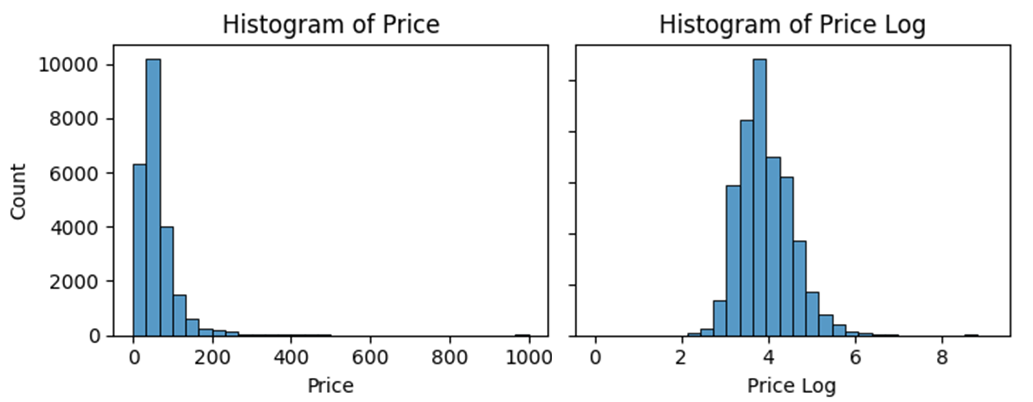 Histogram of Price
Histogram of Price Log
10000
8000
6000
4000
2000
0
Count
0 200 400 600 800 1000
Price
0 2 4 6 8
Price Log